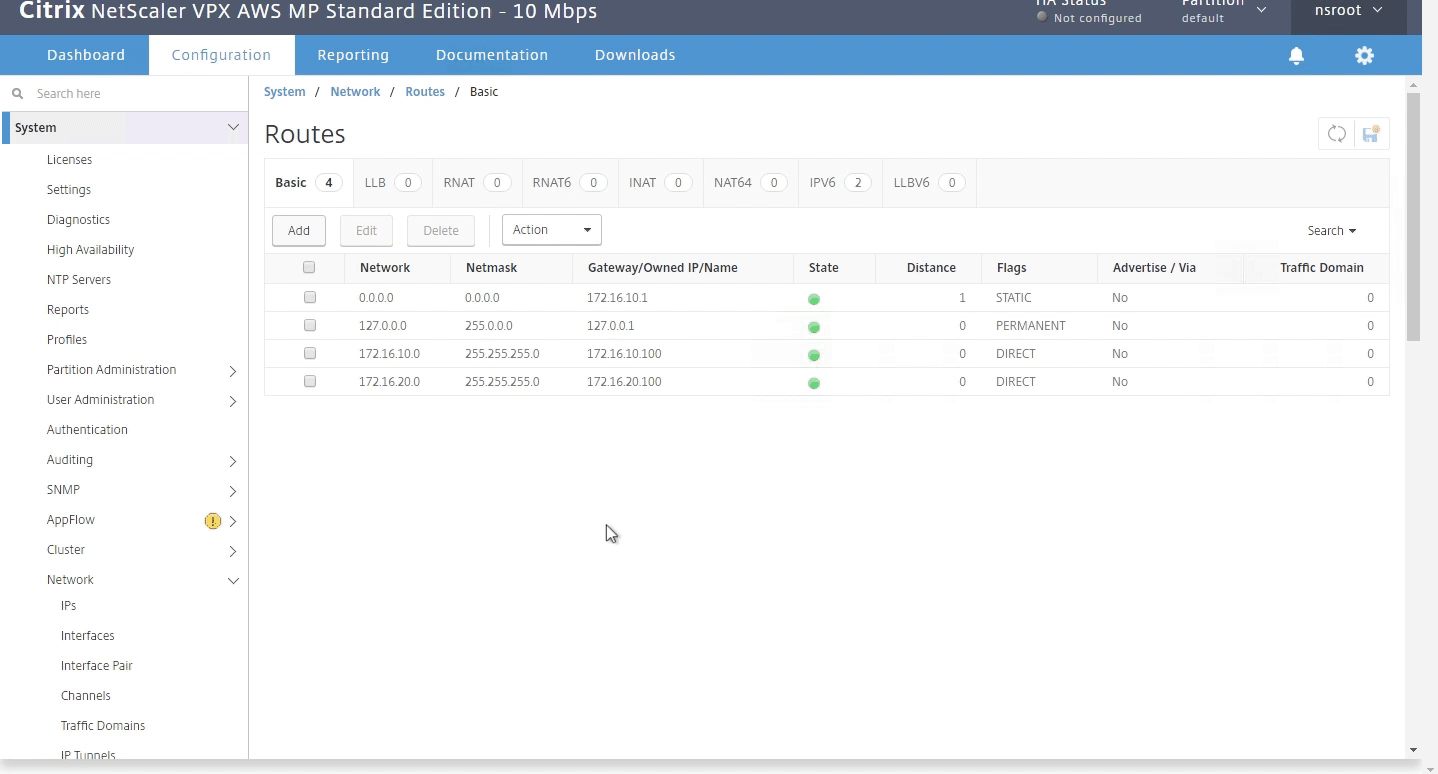 Citrix NetScaler VPX AWS MP Standard Edition - 10 Mbps
HA Status
Not configured
Partition
default
nsroot
Dashboard Configuration Reporting Documentation Downloads
Search here
System / Network / Routes / Basic
System
Licenses
Settings
Diagnostics
High Availability
NTP Servers
Reports
Profiles
Partition Administration
User Administration
Authentication
Auditing
SNMP
AppFlow
Cluster
Network
IPs
Interfaces
Interface Pair
Channels
Traffic Domains
IP Tunnels
Routes
Basic 4 LLB 0 RNAT 0 RNAT6 0 INAT 0 NAT64 0 IPV6 2 LLBV6 0
Add Edit Delete Action Search
Network Netmask Gateway/Owned IP/Name State Distance Flags Advertise / Via Traffic Domain
0.0.0.0 0.0.0.0 172.16.10.1 1 STATIC No 0
127.0.0.0 255.0.0.0 127.0.0.1 0 PERMANENT No 0
172.16.10.0 255.255.255.0 172.16.10.100 0 DIRECT No 0
172.16.20.0 255.255.255.0 172.16.20.100 0 DIRECT No 0